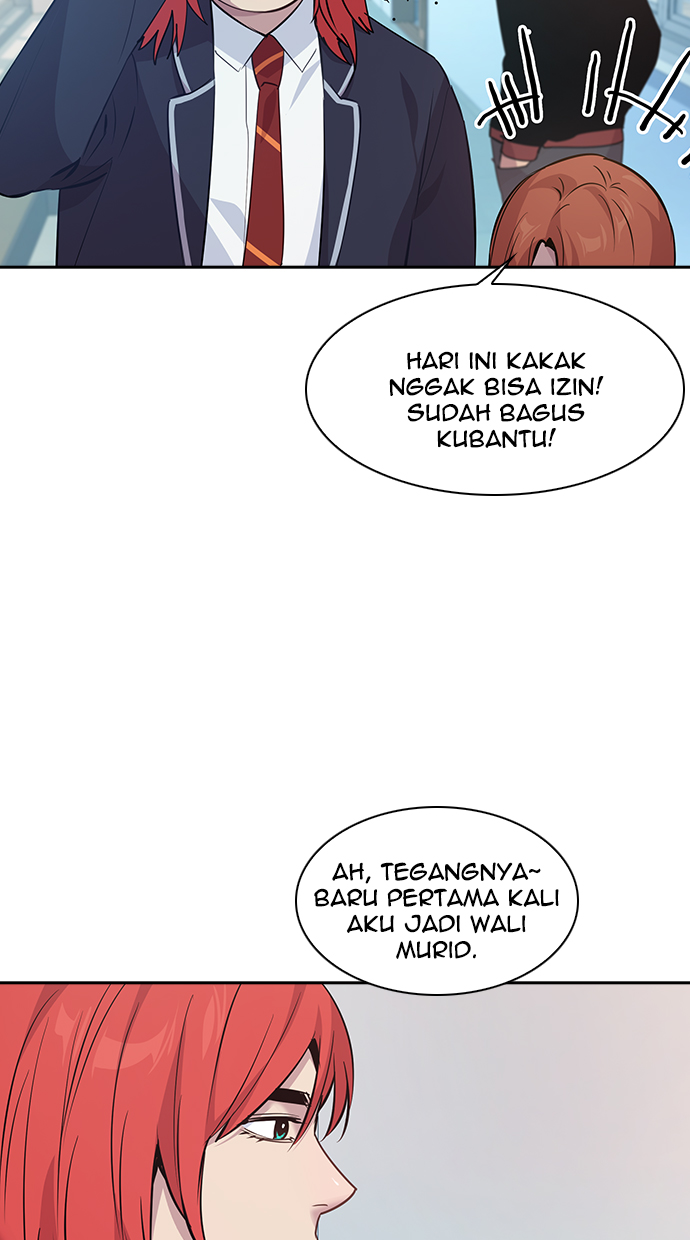 HARI INI KAKAK
NGGAK BISA IZIN!
SUDAH BAGUS
KUBANTU!
AH, TEGANGNYA~
BARU PERTAMA KALI
AKU JADI WALI
MURID.